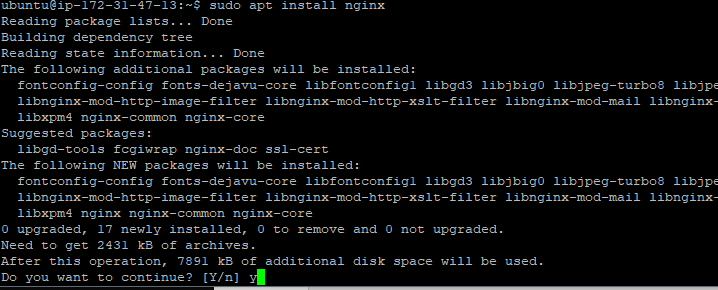 ubuntu@ip-172-31-47-13:~$ sudo apt install nginx
Reading package lists... Done
Building dependency tree
Reading state information... Done
The following additional packages will be installed:
  fontconfig-config fonts-dejavu-core libfontconfig1 libgd3 libjbig0 libjpeg-turbo8 libjpe
  libnginx-mod-http-image-filter libnginx-mod-http-xslt-filter libnginx-mod-mail libnginx-
  libxpm4 nginx-common nginx-core
Suggested packages:
  libgd-tools fcgiwrap nginx-doc ssl-cert
The following NEW packages will be installed:
  fontconfig-config fonts-dejavu-core libfontconfig1 libgd3 libjbig0 libjpeg-turbo8 libjpe
  libnginx-mod-http-image-filter libnginx-mod-http-xslt-filter libnginx-mod-mail libnginx-
  libxpm4 nginx nginx-common nginx-core
0 upgraded, 17 newly installed, 0 to remove and 0 not upgraded.
Need to get 2431 kB of archives.
After this operation, 7891 kB of additional disk space will be used.
Do you want to continue? [Y/n] y